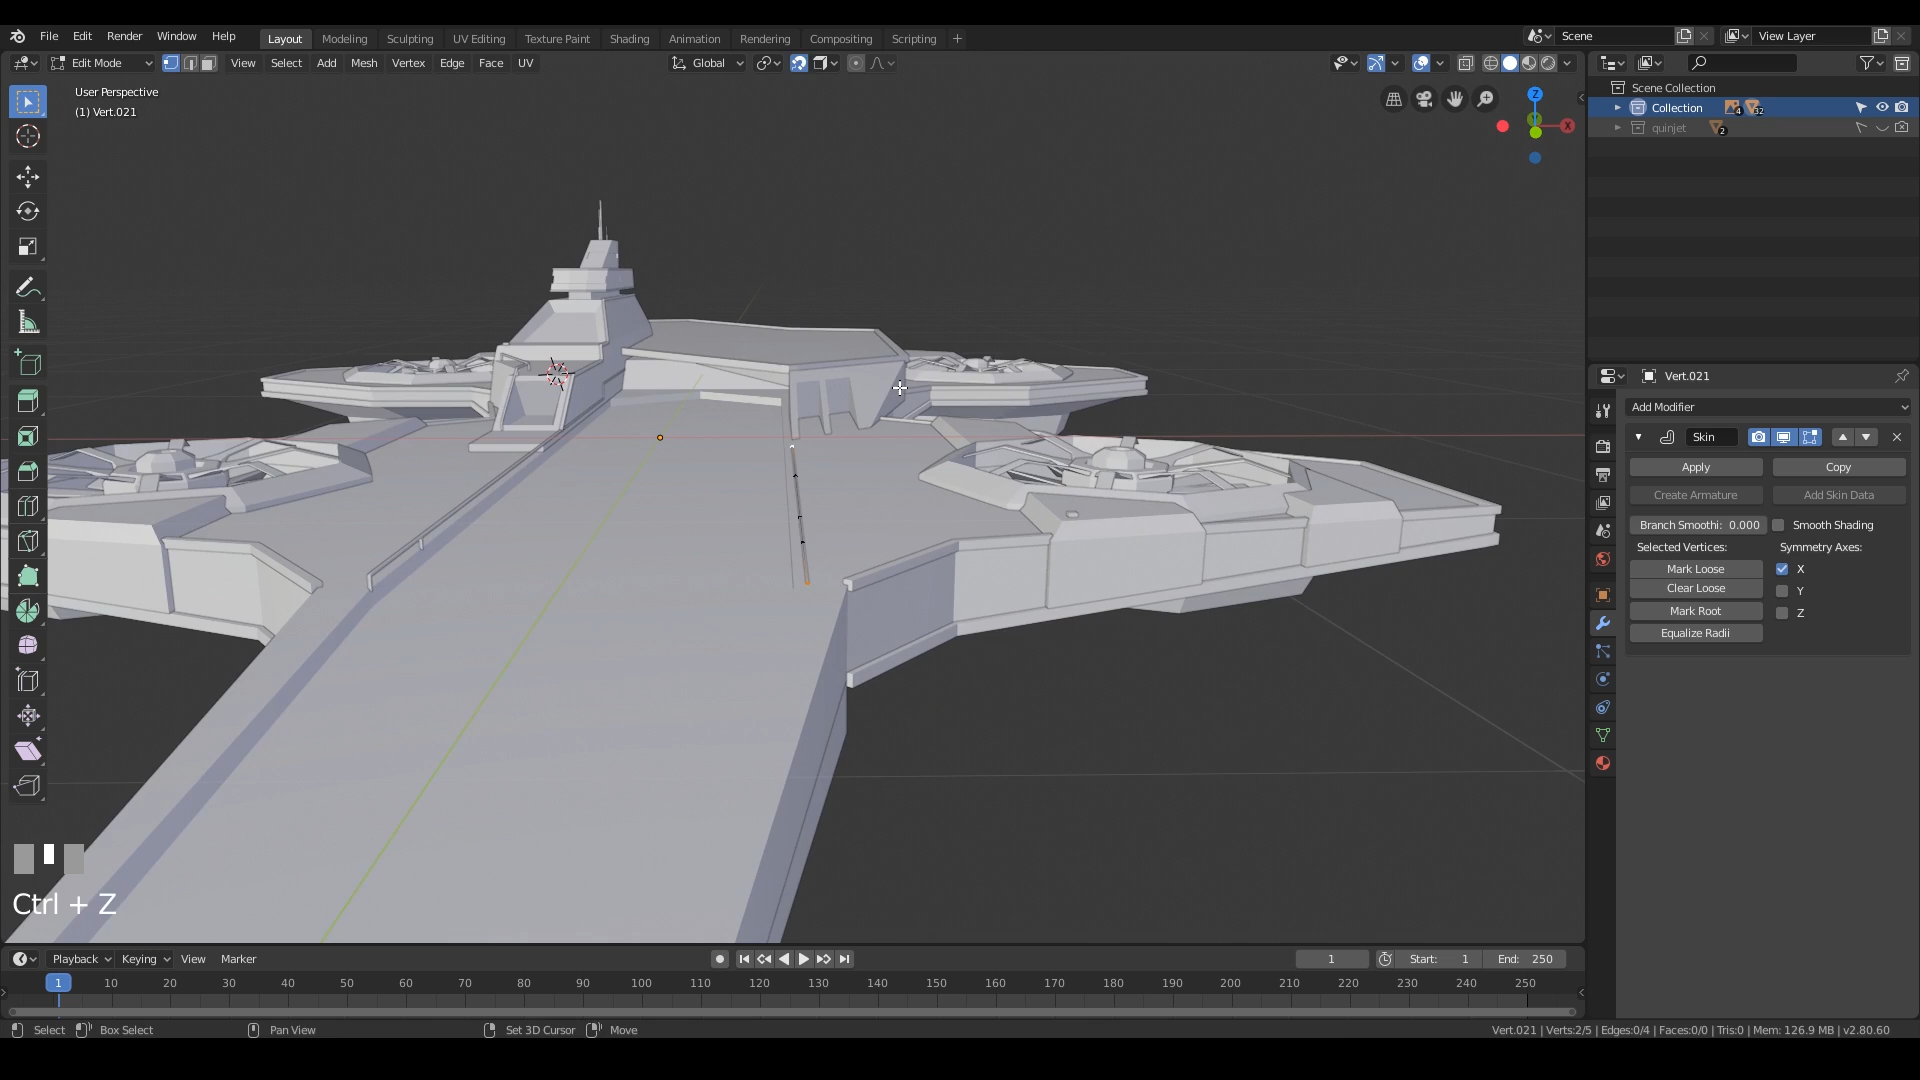 File Edit Render Window Help Layout Modeling Sculpting UV Editing Texture Paint Shading Animation Rendering Compositing Scripting + Scene View Layer
Edit Mode View Select Add Mesh Vertex Edge Face UV Global
User Perspective
(1) Vert.021
Z
Y
X
Scene Collection
Collection 4 32
quinjet 2
Vert.021
Add Modifier
Skin
Apply Copy
Create Armature Add Skin Data
Branch Smoothi: 0.000 Smooth Shading
Selected Vertices: Symmetry Axes:
Mark Loose X
Clear Loose Y
Mark Root Z
Equalize Radii
Ctrl + Z
Playback Keying View Marker 1 Start: 1 End: 250
1 10 20 30 40 50 60 70 80 90 100 110 120 130 140 150 160 170 180 190 200 210 220 230 240 250
Select Box Select Pan View Set 3D Cursor Move Vert.021 | Verts:2/5 | Edges:0/4 | Faces:0/0 | Tris:0 | Mem: 126.9 MB | v2.80.60